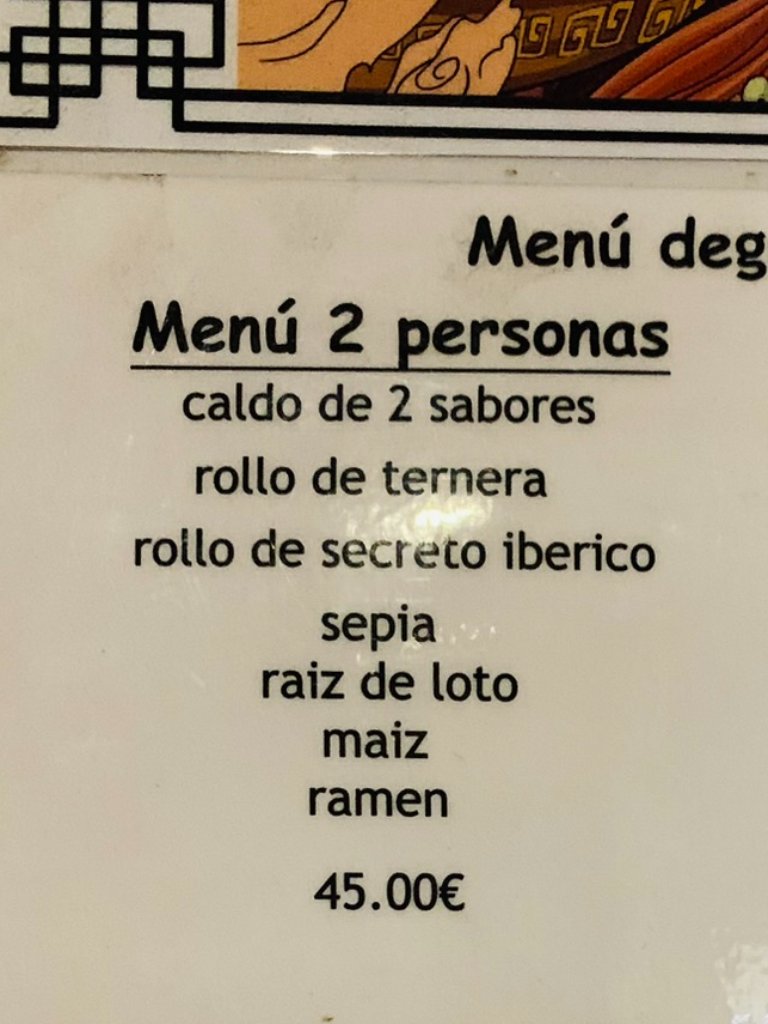 Menú deg
Menú 2 personas
caldo de 2 sabores
rollo de ternera
rollo de secreto iberico
sepia
raiz de loto
maiz
ramen
45.00€